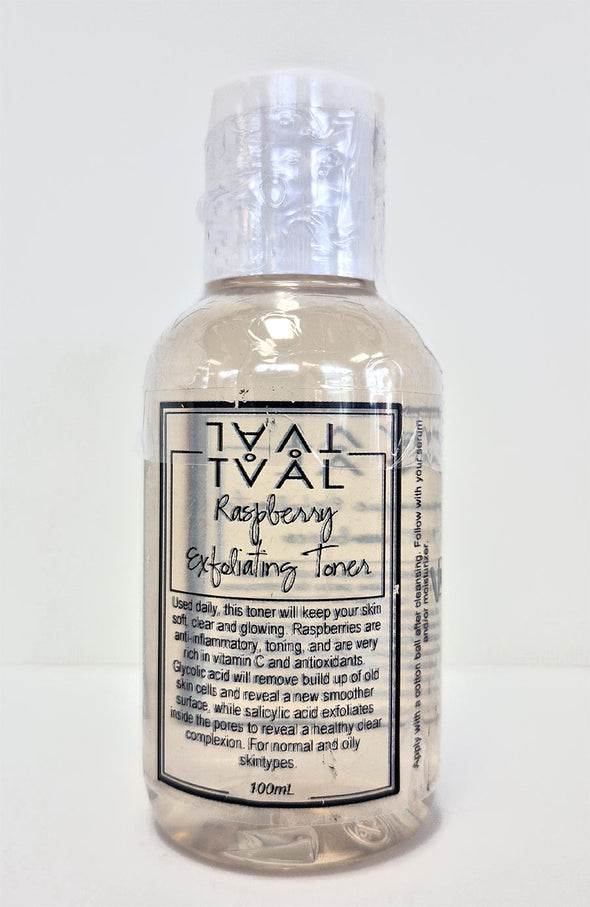 TVÅL
Raspberry
Exfoliating Toner
Used daily, this toner will keep your skin
soft, clear and glowing. Raspberries are
anti-inflammatory, toning, and are very
rich in vitamin C and antioxidants.
Glycolic acid will remove build up of old
skin cells and reveal a new smoother
surface, while salicylic acid exfoliates
inside the pores to reveal a healthy clear
complexion. For normal and oily
skintypes.
100mL
Apply with a cotton ball after cleansing. Follow with your serum
and/or moisturizer.